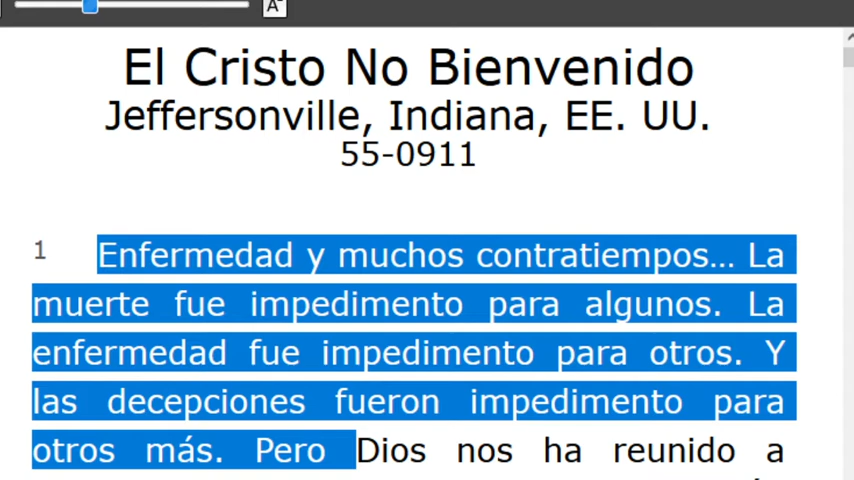 A
El Cristo No Bienvenido
Jeffersonville, Indiana, EE. UU.
55-0911
1 Enfermedad y muchos contratiempos... La
muerte fue impedimento para algunos. La
enfermedad fue impedimento para otros. Y
las decepciones fueron impedimento para
otros más. Pero Dios nos ha reunido a